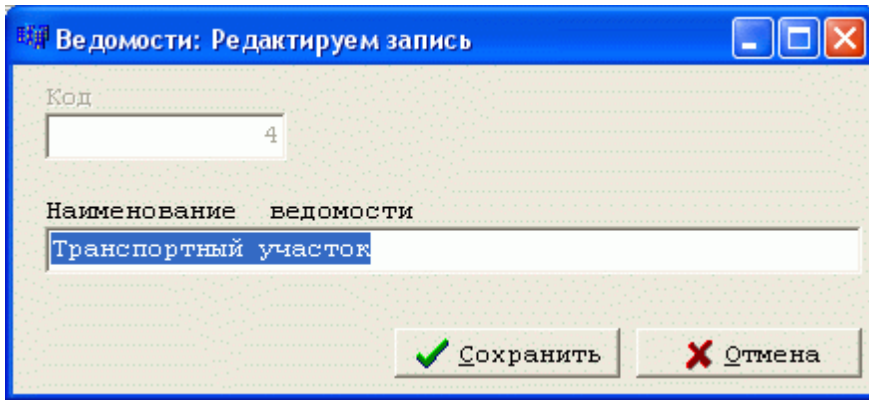 Ведомости: Редактируем запись
Код
4
Наименование ведомости
Транспортный участок
Сохранить
Отмена